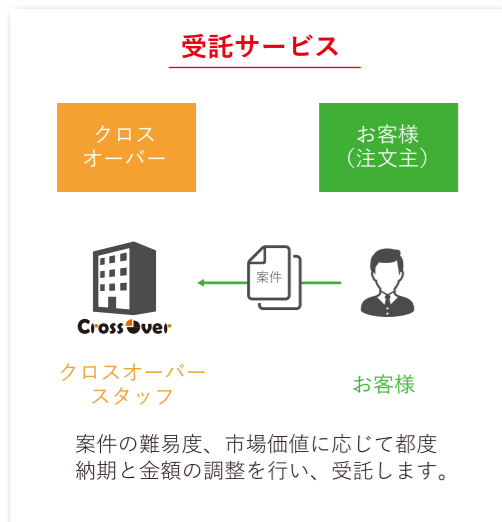 受託サービス
クロス
オーバー
お客様
（注文主）
案件
CrossOver
クロスオーバー
スタッフ
お客様
案件の難易度、市場価値に応じて都度
納期と金額の調整を行い、受託します。